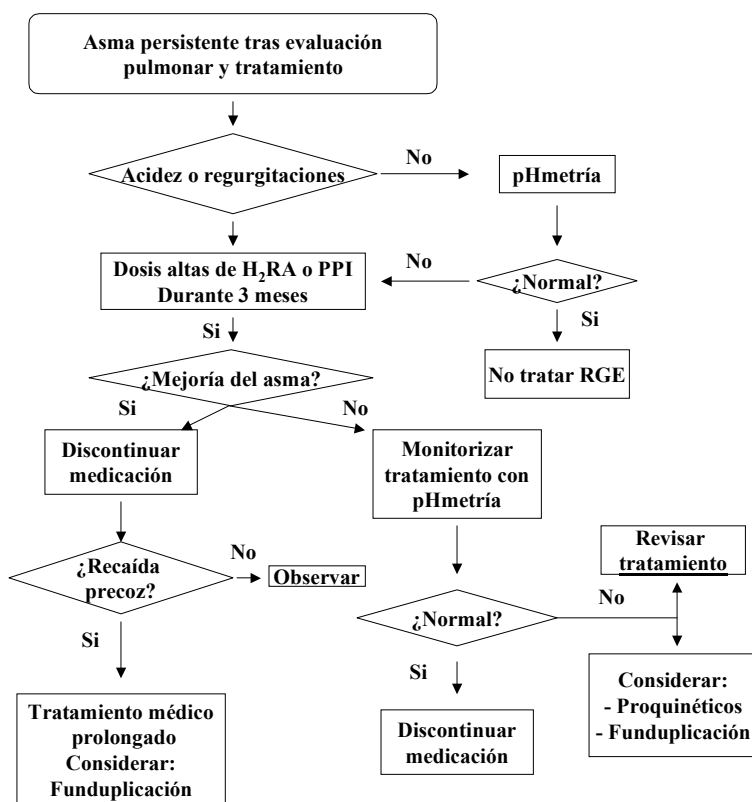 Asma persistente tras evaluación
pulmonar y tratamiento
Acidez o regurgitaciones
No
pHmetría
Dosis altas de H₂RA o PPI
Durante 3 meses
No
¿Normal?
Si
Si
No tratar RGE
¿Mejoría del asma?
Si
No
Discontinuar
medicación
Monitorizar
tratamiento con
pHmetría
¿Recaída
precoz?
No
Observar
Revisar
tratamiento
¿Normal?
No
Si
Si
Tratamiento médico
prolongado
Considerar:
Funduplicación
Discontinuar
medicación
Considerar:
- Proquinéticos
- Funduplicación